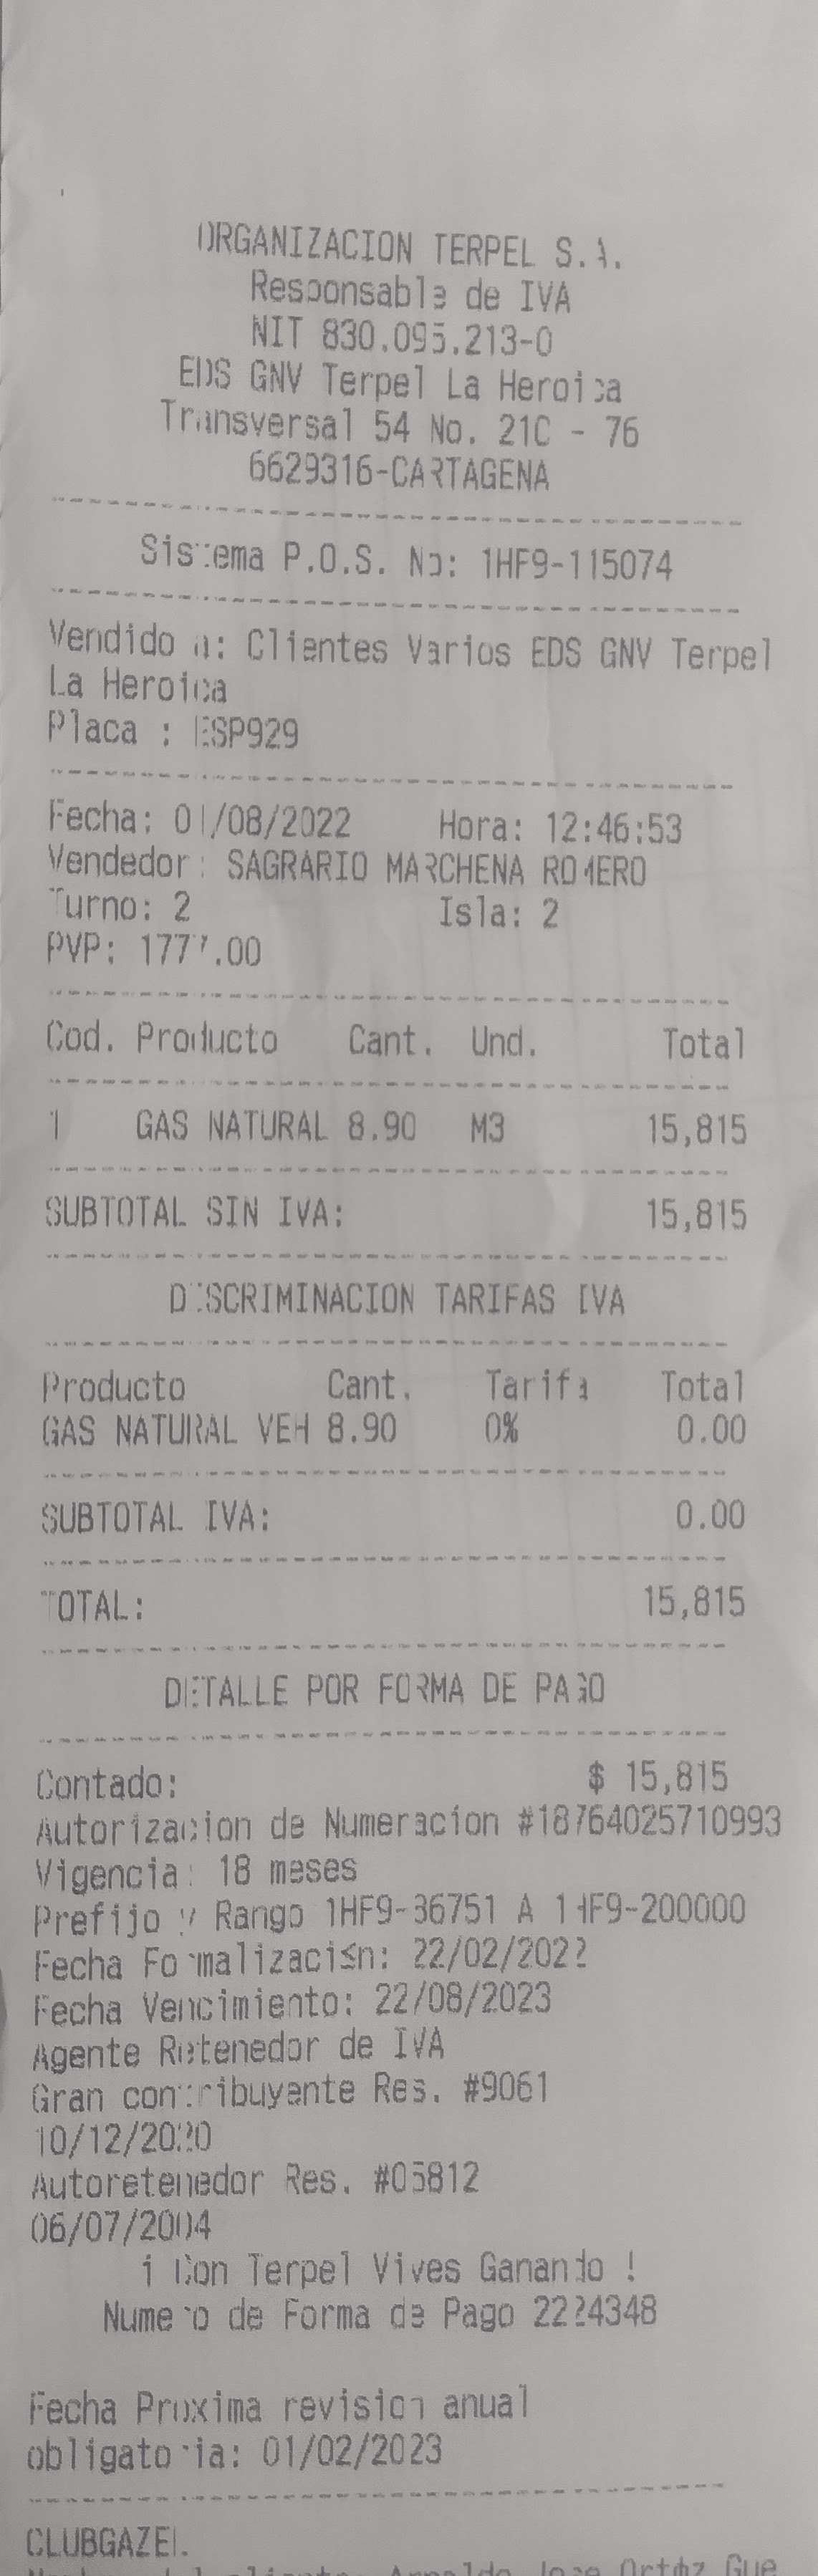 ORGANIZACION TERPEL S.A.
Responsable de IVA
NIT 830.095.213-0
EDS GNV Terpel La Heroica
Transversal 54 No. 21C - 76
6629316-CARTAGENA
Sistema P.O.S. No: 1HF9-115074
Vendido a: Clientes Varios EDS GNV Terpel
La Heroica
Placa : ESP929
Fecha: 01/08/2022 Hora: 12:46:53
Vendedor: SAGRARIO MARCHENA ROMERO
Turno: 2 Isla: 2
PVP: 1777.00
Cod. Producto Cant. Und. Total
1 GAS NATURAL 8.90 M3 15,815
SUBTOTAL SIN IVA: 15,815
DISCRIMINACION TARIFAS IVA
Producto Cant. Tarifa Total
GAS NATURAL VEH 8.90 0% 0.00
SUBTOTAL IVA: 0.00
TOTAL: 15,815
DETALLE POR FORMA DE PAGO
Contado: $ 15,815
Autorizacion de Numeracion #18764025710993
Vigencia: 18 meses
Prefijo y Rango 1HF9-36751 A 1HF9-200000
Fecha Formalizaci≤n: 22/02/2022
Fecha Vencimiento: 22/08/2023
Agente Retenedor de IVA
Gran contribuyente Res. #9061
10/12/2020
Autoretenedor Res. #05812
06/07/2004
¡ Con Terpel Vives Ganando !
Numero de Forma de Pago 2224348
Fecha Proxima revision anual
obligatoria: 01/02/2023
CLUBGAZEL